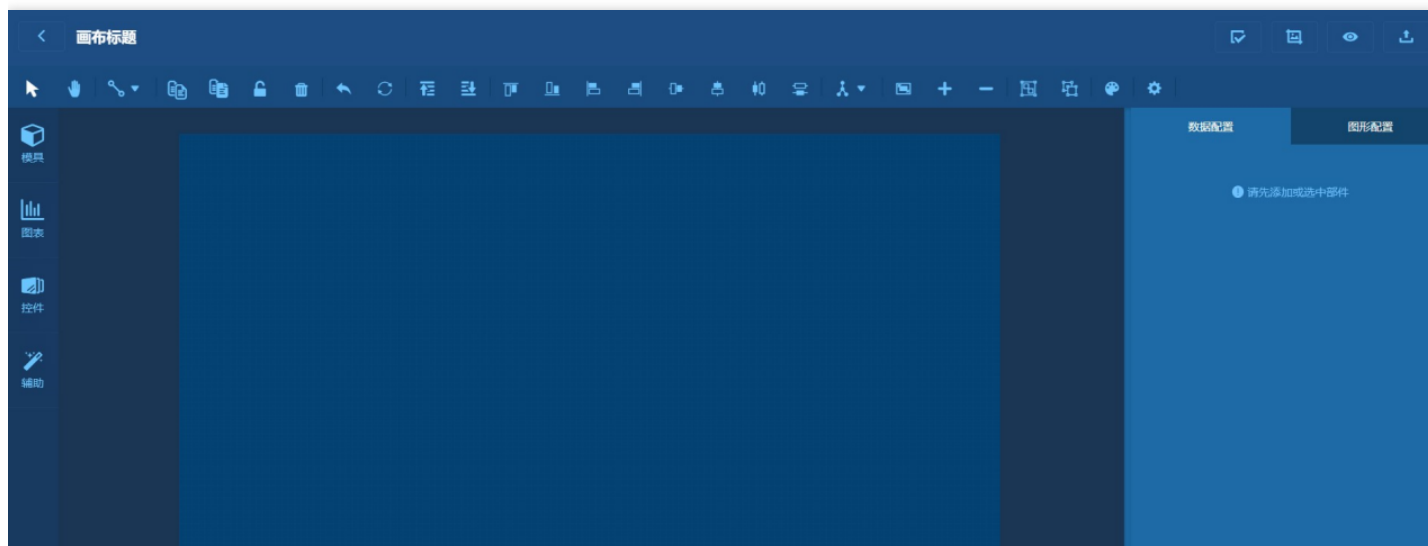 画布标题
数据配置
图形配置
模具
请先添加或选中部件
图表
控件
辅助